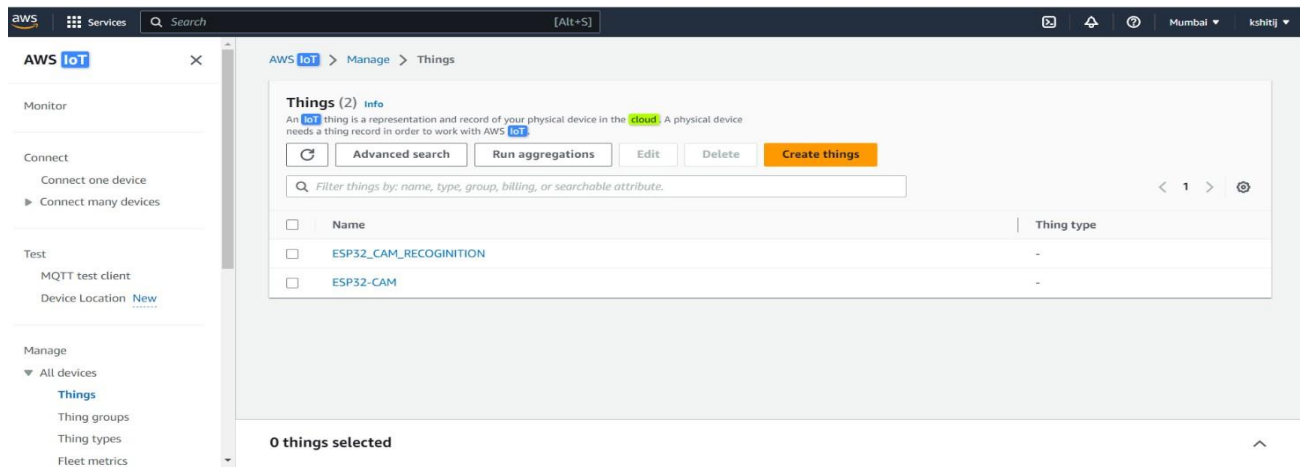 aws Services Search [Alt+S] Mumbai kshitij
AWS IoT
Monitor
Connect
Connect one device
Connect many devices
Test
MQTT test client
Device Location New
Manage
All devices
Things
Thing groups
Thing types
Fleet metrics
AWS IoT > Manage > Things
Things (2) Info
An IoT thing is a representation and record of your physical device in the cloud. A physical device
needs a thing record in order to work with AWS IoT.
Advanced search Run aggregations Edit Delete Create things
Filter things by: name, type, group, billing, or searchable attribute.
< 1 >
Name Thing type
ESP32_CAM_RECOGINITION -
ESP32-CAM -
0 things selected